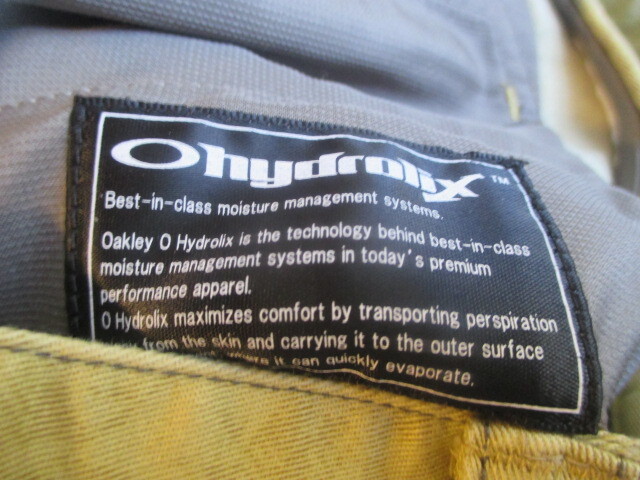 Ohydrolix™
Best-in-class moisture management systems.
Oakley O Hydrolix is the technology behind best-in-class
moisture management systems in today's premium
performance apparel.
O Hydrolix maximizes comfort by transporting perspiration
from the skin and carrying it to the outer surface
where it can quickly evaporate.